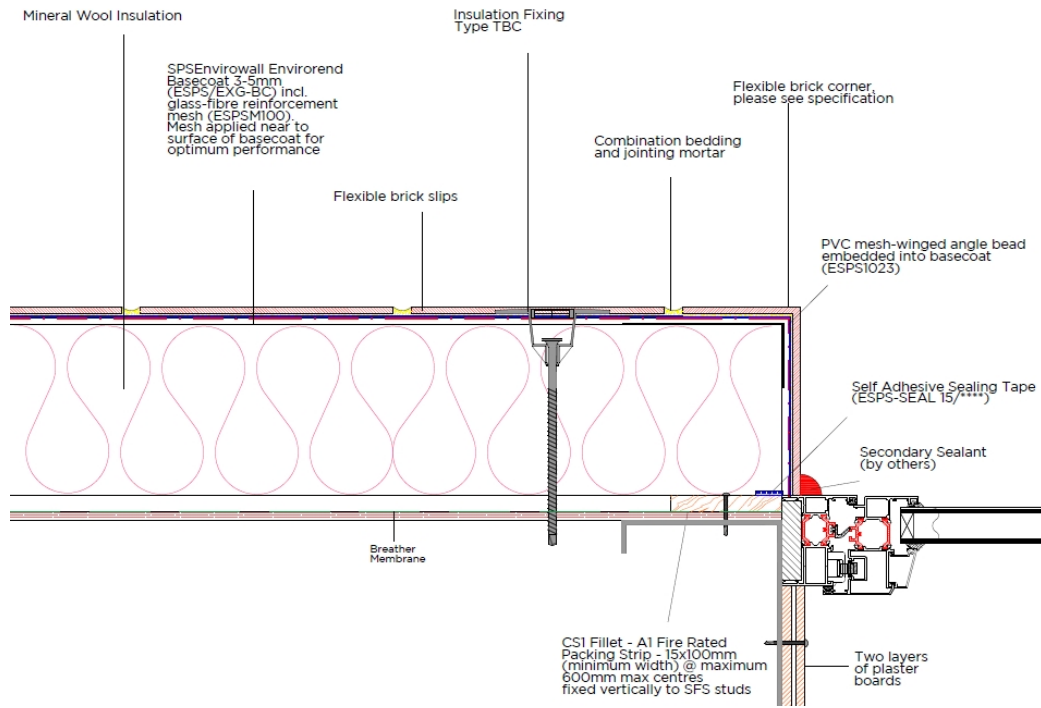 Mineral Wool Insulation
Insulation Fixing
Type TBC
SPSEnvirowall Envirorend
Basecoat 3-5mm
(ESPS/EXG-BC) incl.
glass-fibre reinforcement
mesh (ESPSM100).
Mesh applied near to
surface of basecoat for
optimum performance
Flexible brick corner,
please see specification
Combination bedding
and jointing mortar
Flexible brick slips
PVC mesh-winged angle bead
embedded into basecoat
(ESPS1023)
Self Adhesive Sealing Tape
(ESPS-SEAL 15/****)
Secondary Sealant
(by others)
Breather
Membrane
CS1 Fillet - A1 Fire Rated
Packing Strip - 15x100mm
(minimum width) @ maximum
600mm max centres
fixed vertically to SFS studs
Two layers
of plaster
boards